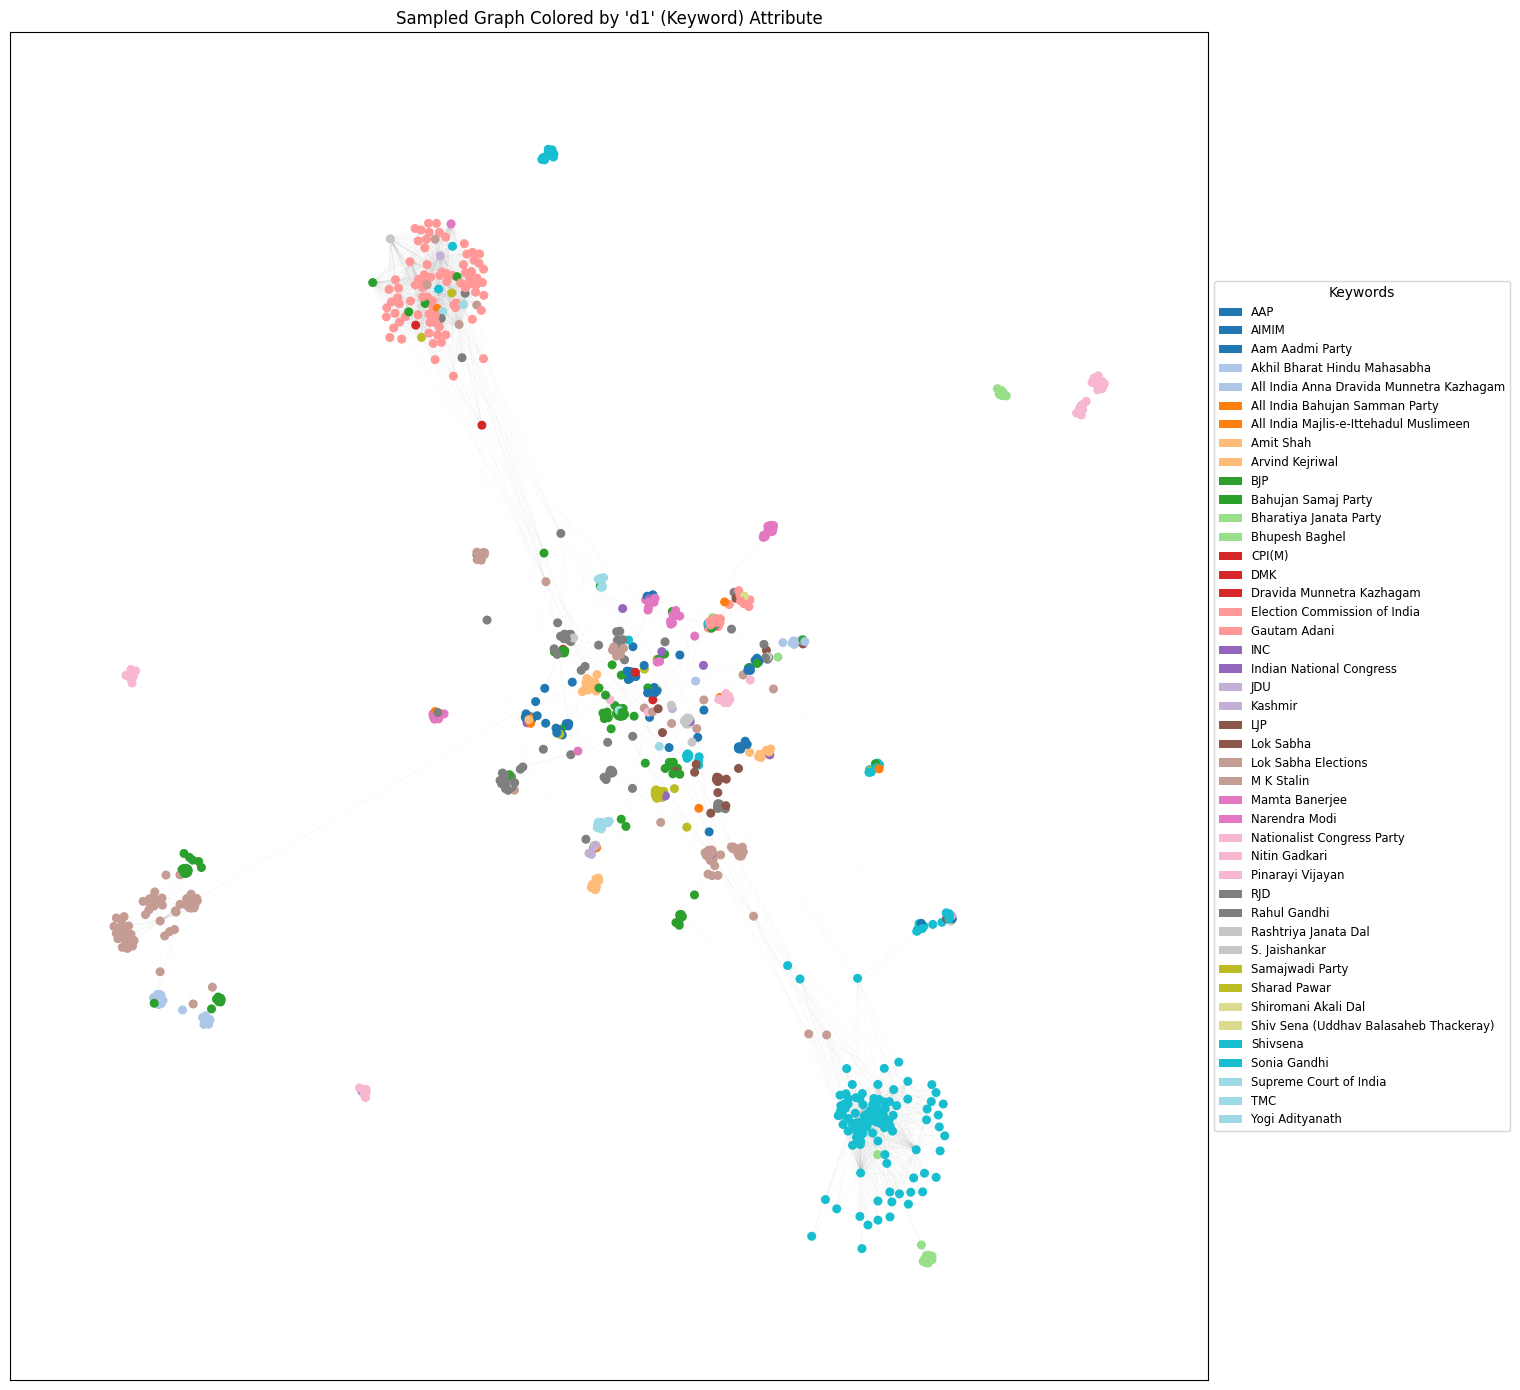 Sampled Graph Colored by 'd1' (Keyword) Attribute
Keywords
AAP
AIMIM
Aam Aadmi Party
Akhil Bharat Hindu Mahasabha
All India Anna Dravida Munnetra Kazhagam
All India Bahujan Samman Party
All India Majlis-e-Ittehadul Muslimeen
Amit Shah
Arvind Kejriwal
BJP
Bahujan Samaj Party
Bharatiya Janata Party
Bhupesh Baghel
CPI(M)
DMK
Dravida Munnetra Kazhagam
Election Commission of India
Gautam Adani
INC
Indian National Congress
JDU
Kashmir
LJP
Lok Sabha
Lok Sabha Elections
M K Stalin
Mamta Banerjee
Narendra Modi
Nationalist Congress Party
Nitin Gadkari
Pinarayi Vijayan
RJD
Rahul Gandhi
Rashtriya Janata Dal
S. Jaishankar
Samajwadi Party
Sharad Pawar
Shiromani Akali Dal
Shiv Sena (Uddhav Balasaheb Thackeray)
Shivsena
Sonia Gandhi
Supreme Court of India
TMC
Yogi Adityanath